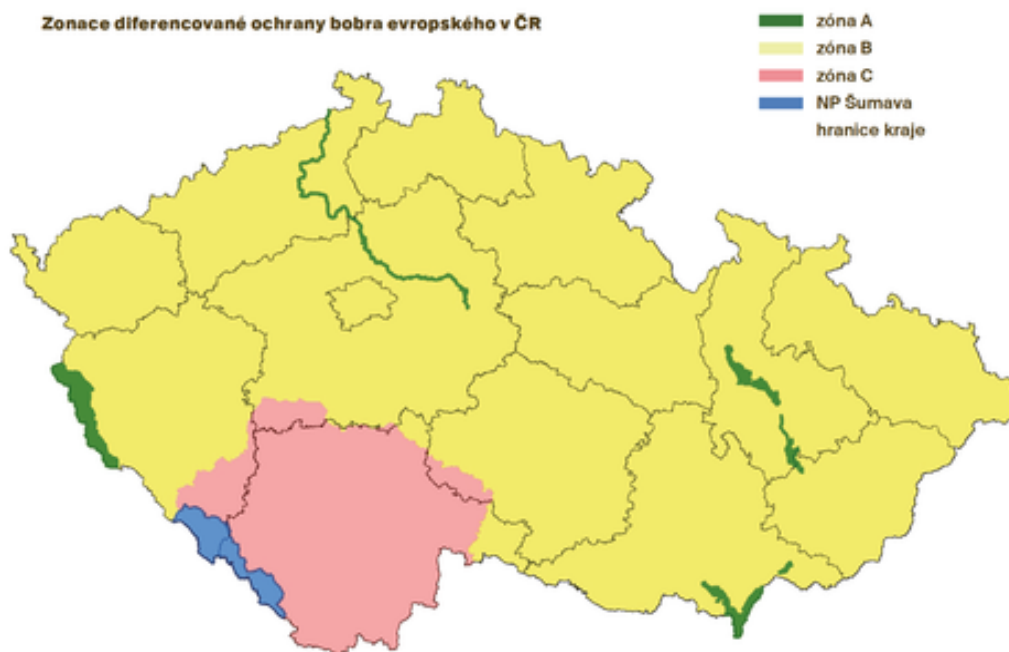 Zonace diferencované ochrany bobra evropského v ČR
zóna A
zóna B
zóna C
NP Šumava
hranice kraje